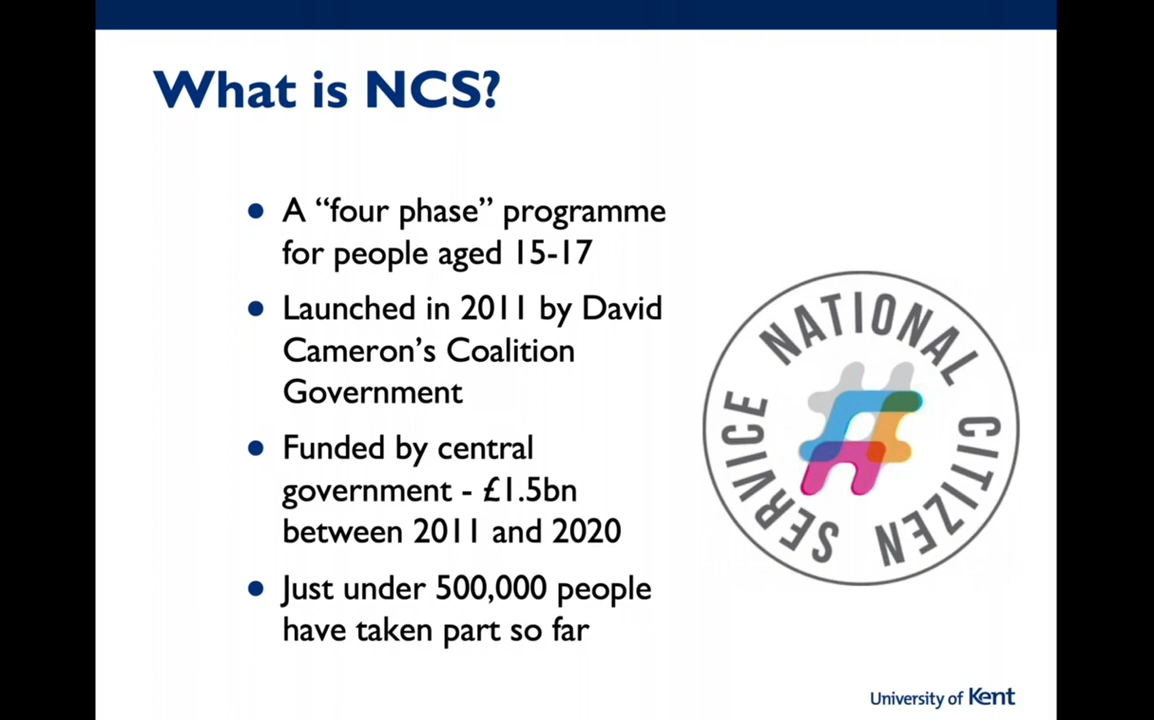 What is NCS?
● A “four phase” programme
for people aged 15-17
● Launched in 2011 by David
Cameron’s Coalition
Government
● Funded by central
government - £1.5bn
between 2011 and 2020
● Just under 500,000 people
have taken part so far
NATIONAL CITIZEN SERVICE
University of Kent